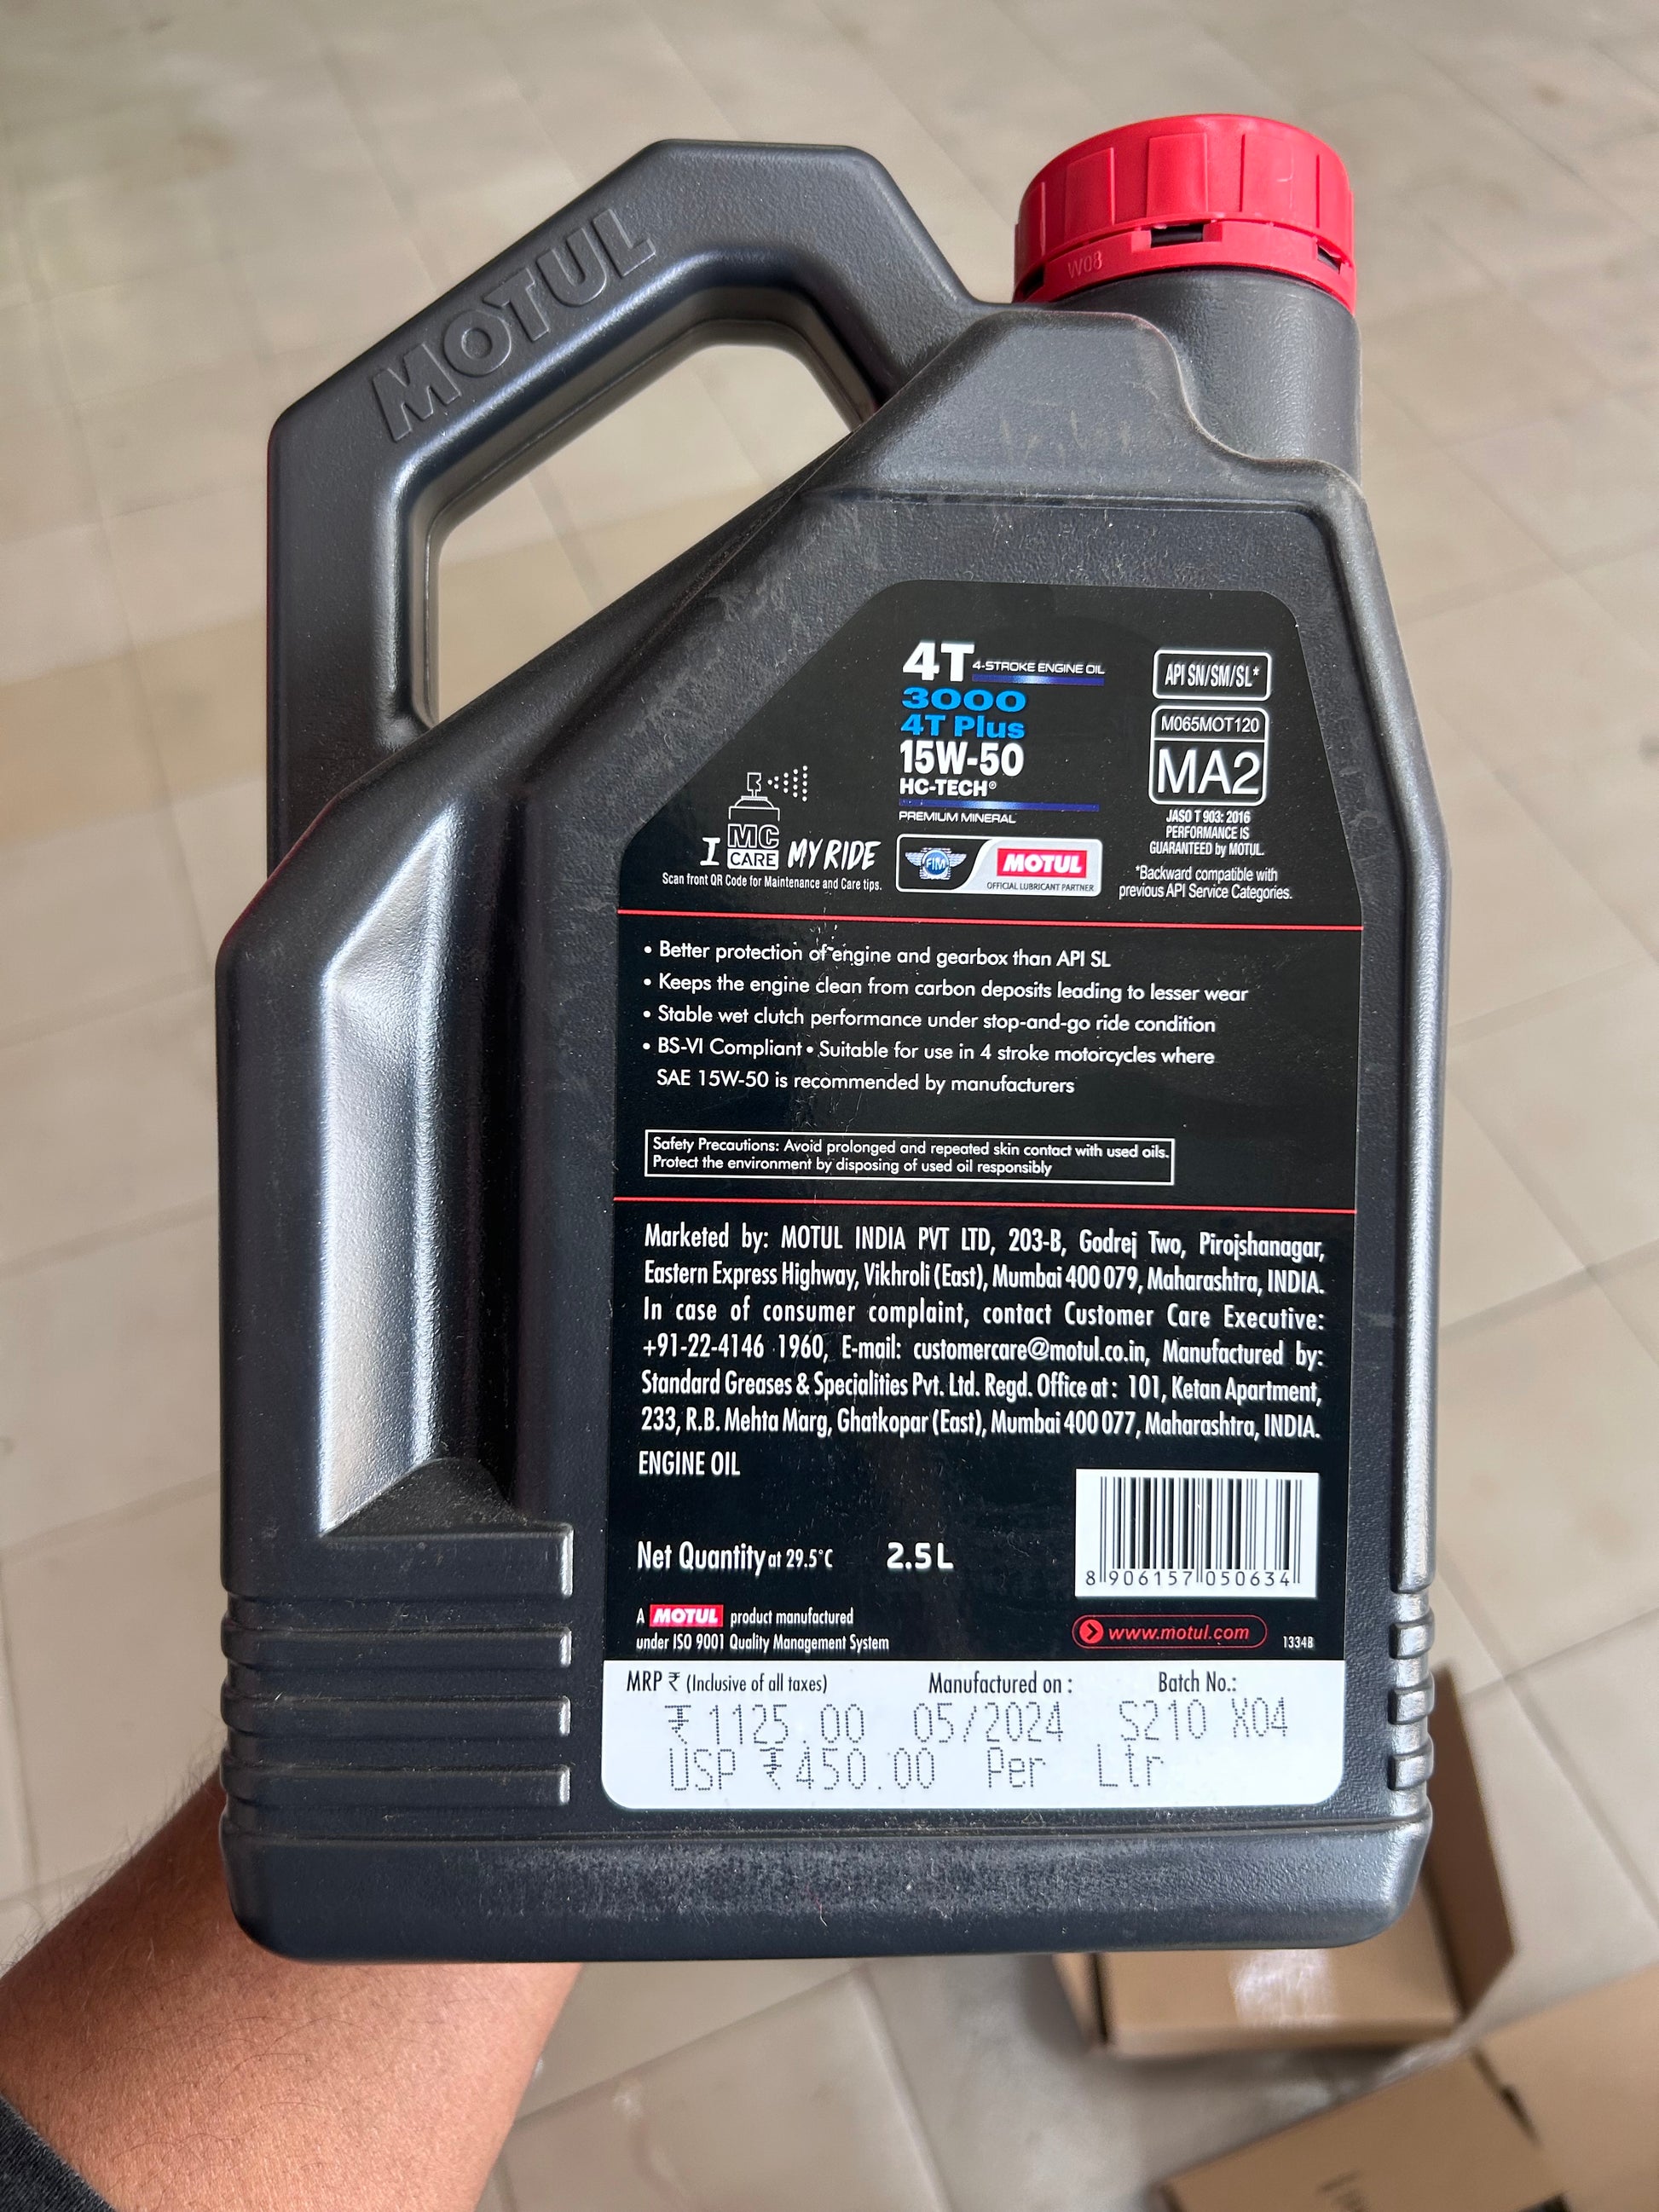 MOTUL
W08
4T 4-STROKE ENGINE OIL
3000
4T Plus
15W-50
HC-TECH®
PREMIUM MINERAL
API SN/SM/SL*
M065MOT120
MA2
JASO T 903: 2016
PERFORMANCE IS
GUARANTEED by MOTUL.
*Backward compatible with
previous API Service Categories.
I MC CARE MY RIDE
Scan front QR Code for Maintenance and Care tips.
FIM MOTUL
OFFICIAL LUBRICANT PARTNER
• Better protection of engine and gearbox than API SL
• Keeps the engine clean from carbon deposits leading to lesser wear
• Stable wet clutch performance under stop-and-go ride condition
• BS-VI Compliant • Suitable for use in 4 stroke motorcycles where
SAE 15W-50 is recommended by manufacturers
Safety Precautions: Avoid prolonged and repeated skin contact with used oils.
Protect the environment by disposing of used oil responsibly
Marketed by: MOTUL INDIA PVT LTD, 203-B, Godrej Two, Pirojshanagar,
Eastern Express Highway, Vikhroli (East), Mumbai 400 079, Maharashtra, INDIA.
In case of consumer complaint, contact Customer Care Executive:
+91-22-4146 1960, E-mail: customercare@motul.co.in, Manufactured by:
Standard Greases & Specialities Pvt. Ltd. Regd. Office at : 101, Ketan Apartment,
233, R.B. Mehta Marg, Ghatkopar (East), Mumbai 400 077, Maharashtra, INDIA.
ENGINE OIL
Net Quantity at 29.5°C 2.5 L
8 906157 050634
A MOTUL product manufactured
under ISO 9001 Quality Management System
www.motul.com
1334B
MRP ₹ (Inclusive of all taxes) Manufactured on : Batch No.:
₹ 1125.00 05/2024 S210 X04
USP ₹450.00 Per Ltr